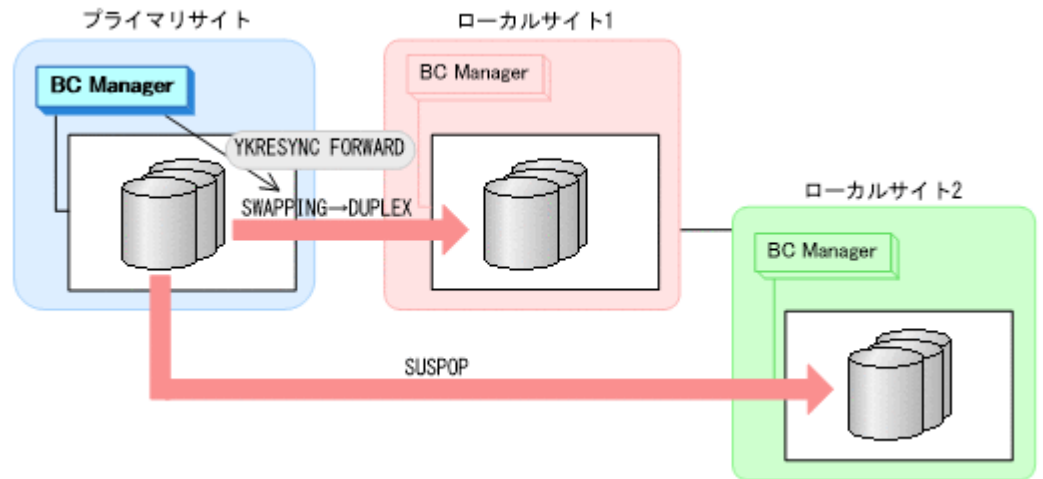 プライマリサイト
ローカルサイト1
BC Manager
BC Manager
YKRESYNC FORWARD
SWAPPING→DUPLEX
ローカルサイト2
BC Manager
SUSPOP